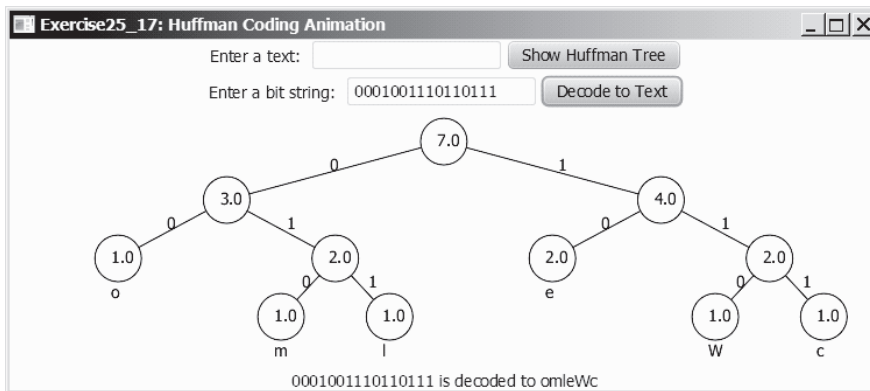 Exercise25_17: Huffman Coding Animation
Enter a text: Show Huffman Tree
Enter a bit string: 0001001110110111 Decode to Text
7.0
0 1
3.0 4.0
0 1 0 1
1.0 2.0 2.0 2.0
o 0 1 e 0 1
1.0 1.0 1.0 1.0
m l W c
0001001110110111 is decoded to omleWc